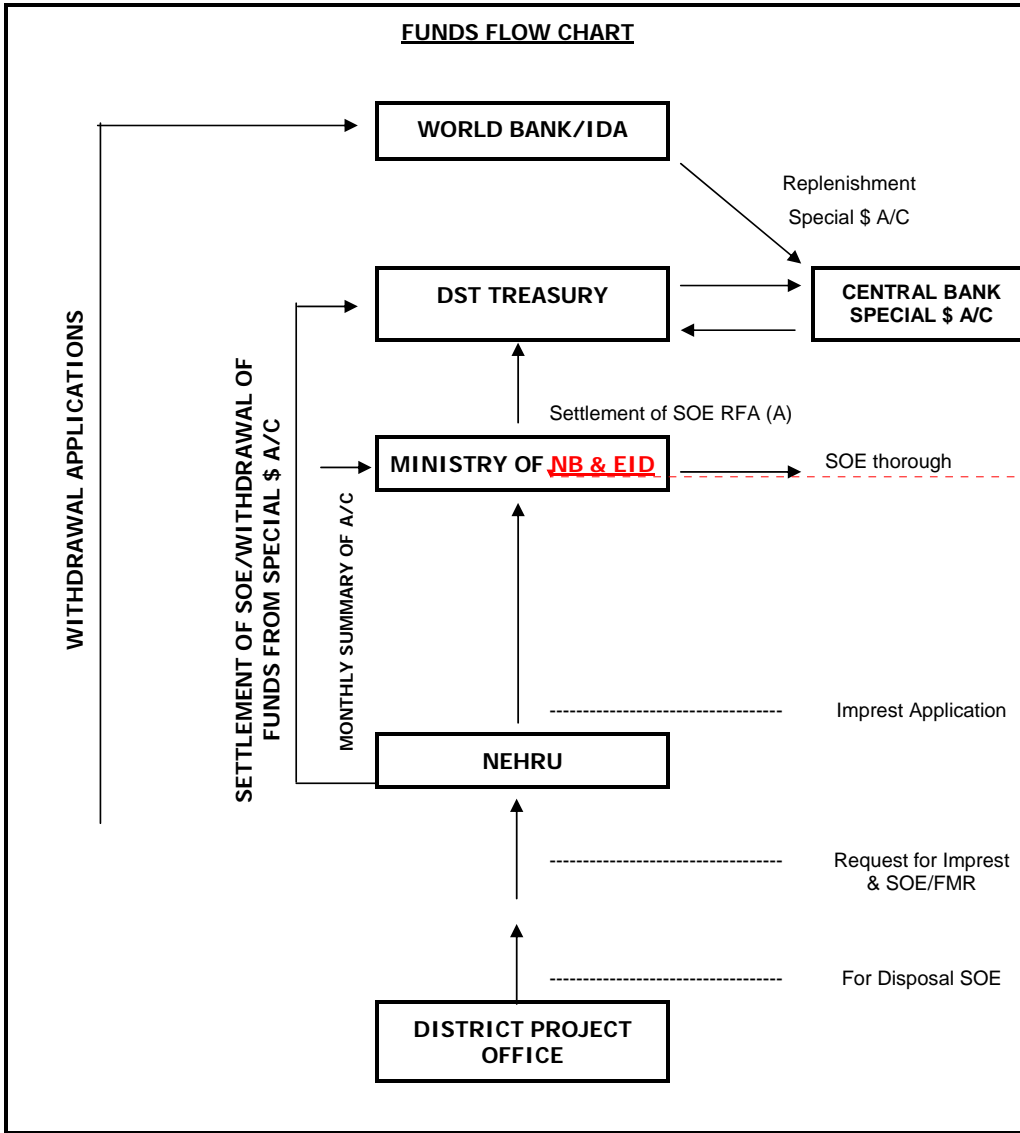 FUNDS FLOW CHART
WORLD BANK/IDA
Replenishment
Special $ A/C
DST TREASURY
CENTRAL BANK
SPECIAL $ A/C
WITHDRAWAL APPLICATIONS
SETTLEMENT OF SOE/WITHDRAWAL OF
FUNDS FROM SPECIAL $ A/C
MONTHLY SUMMARY OF A/C
Settlement of SOE RFA (A)
MINISTRY OF NB & EID
SOE thorough
Imprest Application
NEHRU
Request for Imprest
& SOE/FMR
For Disposal SOE
DISTRICT PROJECT
OFFICE